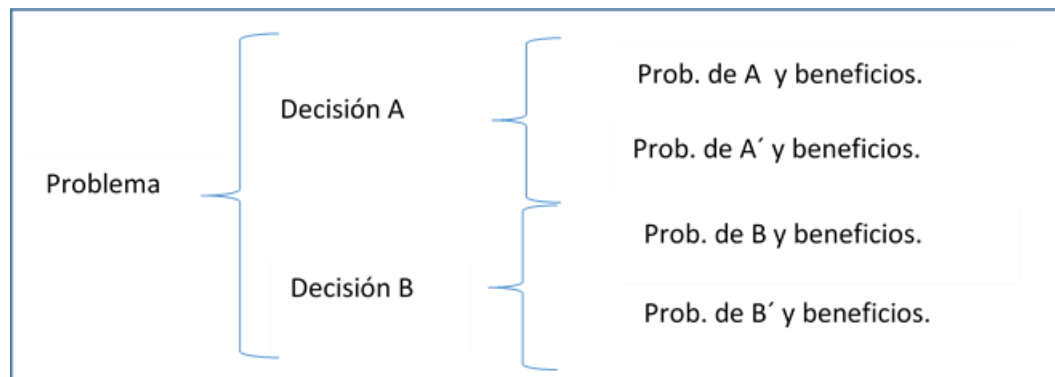 Problema
Decisión A
Prob. de A y beneficios.
Prob. de A´ y beneficios.
Decisión B
Prob. de B y beneficios.
Prob. de B´ y beneficios.